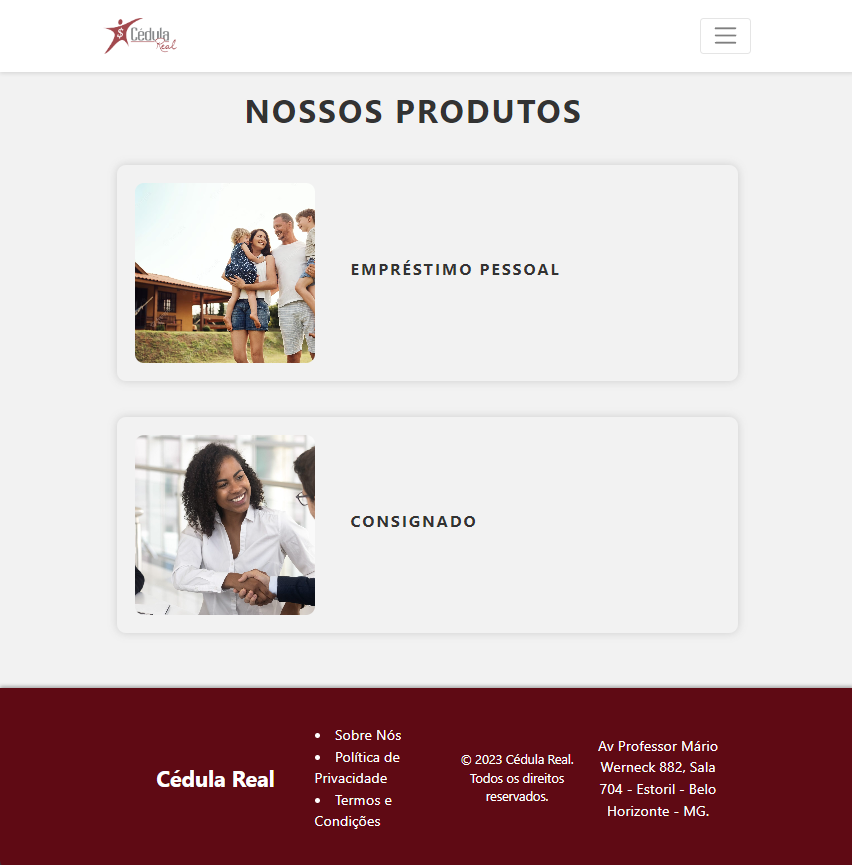 $ Cédula
Real
NOSSOS PRODUTOS
EMPRÉSTIMO PESSOAL
CONSIGNADO
Cédula Real
• Sobre Nós
• Política de
Privacidade
• Termos e
Condições
© 2023 Cédula Real.
Todos os direitos
reservados.
Av Professor Mário
Werneck 882, Sala
704 - Estoril - Belo
Horizonte - MG.